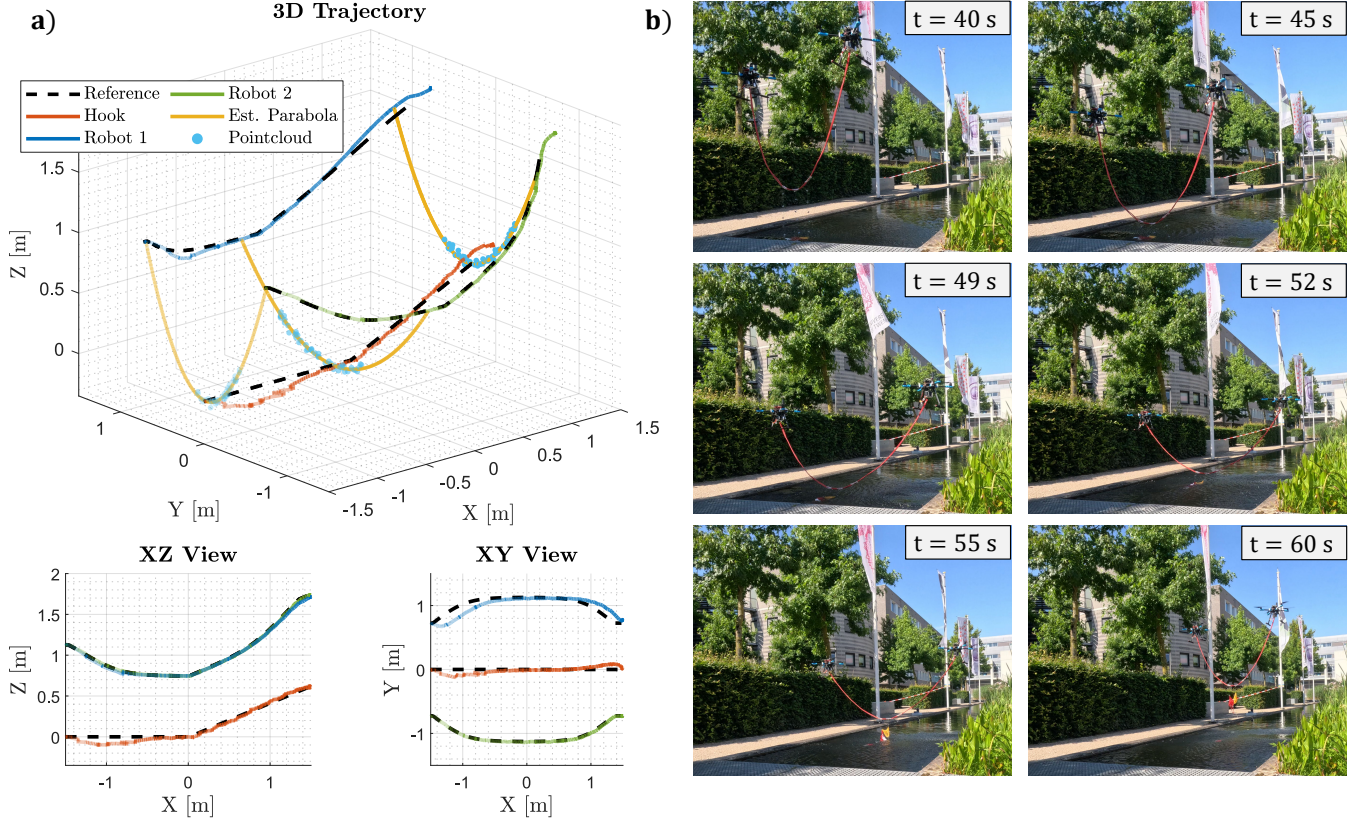 a)
3D Trajectory
Reference
Hook
Robot 1
Robot 2
Est. Parabola
Pointcloud
1.5
1
0.5
0
Z [m]
1
0
-1
Y [m]
-1.5
-1
-0.5
0
0.5
1
1.5
X [m]
XZ View
2
1.5
1
0.5
0
Z [m]
-1
0
1
X [m]
XY View
1
0
-1
Y [m]
-1
0
1
X [m]
b)
t = 40 s
t = 45 s
t = 49 s
t = 52 s
t = 55 s
t = 60 s